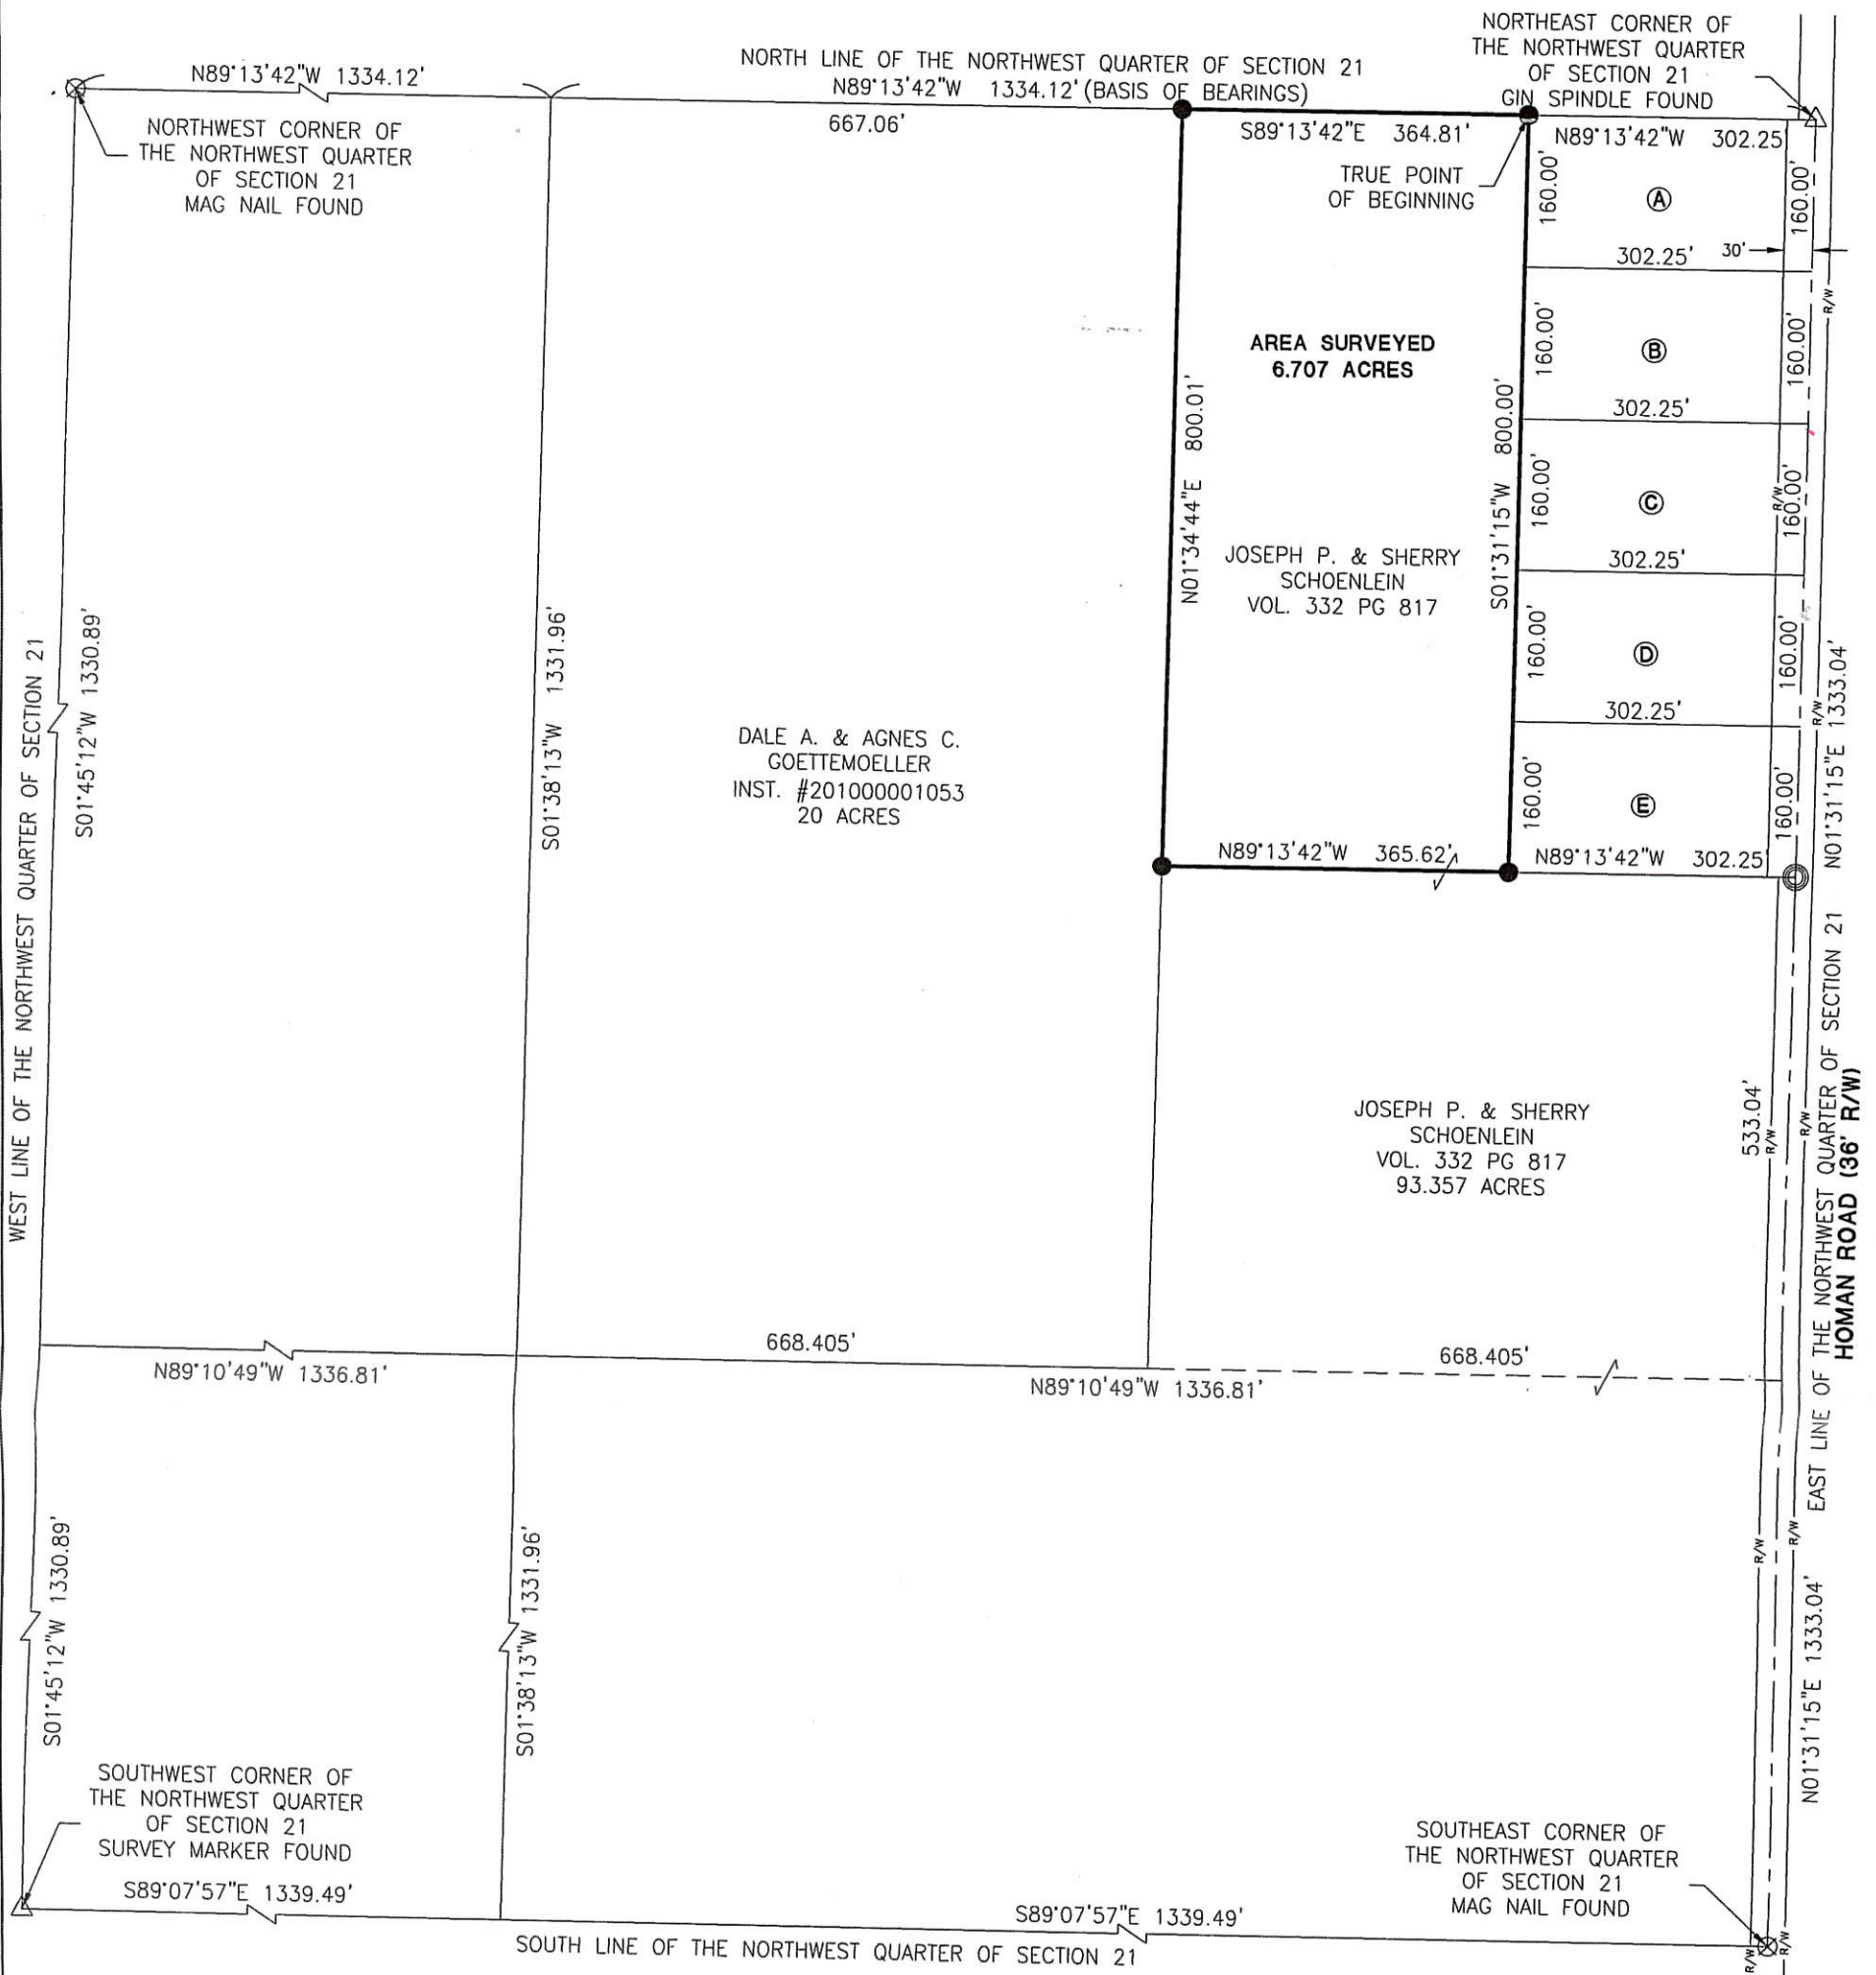 NORTHEAST CORNER OF
THE NORTHWEST QUARTER
OF SECTION 21
GIN SPINDLE FOUND
NORTH LINE OF THE NORTHWEST QUARTER OF SECTION 21
N89°13'42"W 1334.12' (BASIS OF BEARINGS)
N89°13'42"W 1334.12'
667.06'
S89°13'42"E 364.81'
N89°13'42"W 302.25'
NORTHWEST CORNER OF
THE NORTHWEST QUARTER
OF SECTION 21
MAG NAIL FOUND
TRUE POINT
OF BEGINNING
160.00'
A
160.00'
302.25'
30'
R/W
AREA SURVEYED
6.707 ACRES
160.00'
B
160.00'
302.25'
N01°34'44"E 800.01'
S01°31'15"W 800.00'
160.00'
C
R/W
160.00'
302.25'
JOSEPH P. & SHERRY
SCHOENLEIN
VOL. 332 PG 817
160.00'
D
160.00'
302.25'
R/W
N01°31'15"E 1333.04'
WEST LINE OF THE NORTHWEST QUARTER OF SECTION 21
S01°45'12"W 1330.89'
S01°38'13"W 1331.96'
DALE A. & AGNES C.
GOETTEMOELLER
INST. #201000001053
20 ACRES
160.00'
E
160.00'
N89°13'42"W 365.62'
N89°13'42"W 302.25'
EAST LINE OF THE NORTHWEST QUARTER OF SECTION 21
HOMAN ROAD (36' R/W)
533.04'
R/W
R/W
JOSEPH P. & SHERRY
SCHOENLEIN
VOL. 332 PG 817
93.357 ACRES
668.405'
668.405'
N89°10'49"W 1336.81'
N89°10'49"W 1336.81'
S01°45'12"W 1330.89'
S01°38'13"W 1331.96'
R/W
R/W
N01°31'15"E 1333.04'
SOUTHWEST CORNER OF
THE NORTHWEST QUARTER
OF SECTION 21
SURVEY MARKER FOUND
SOUTHEAST CORNER OF
THE NORTHWEST QUARTER
OF SECTION 21
MAG NAIL FOUND
S89°07'57"E 1339.49'
S89°07'57"E 1339.49'
SOUTH LINE OF THE NORTHWEST QUARTER OF SECTION 21
R/W
R/W